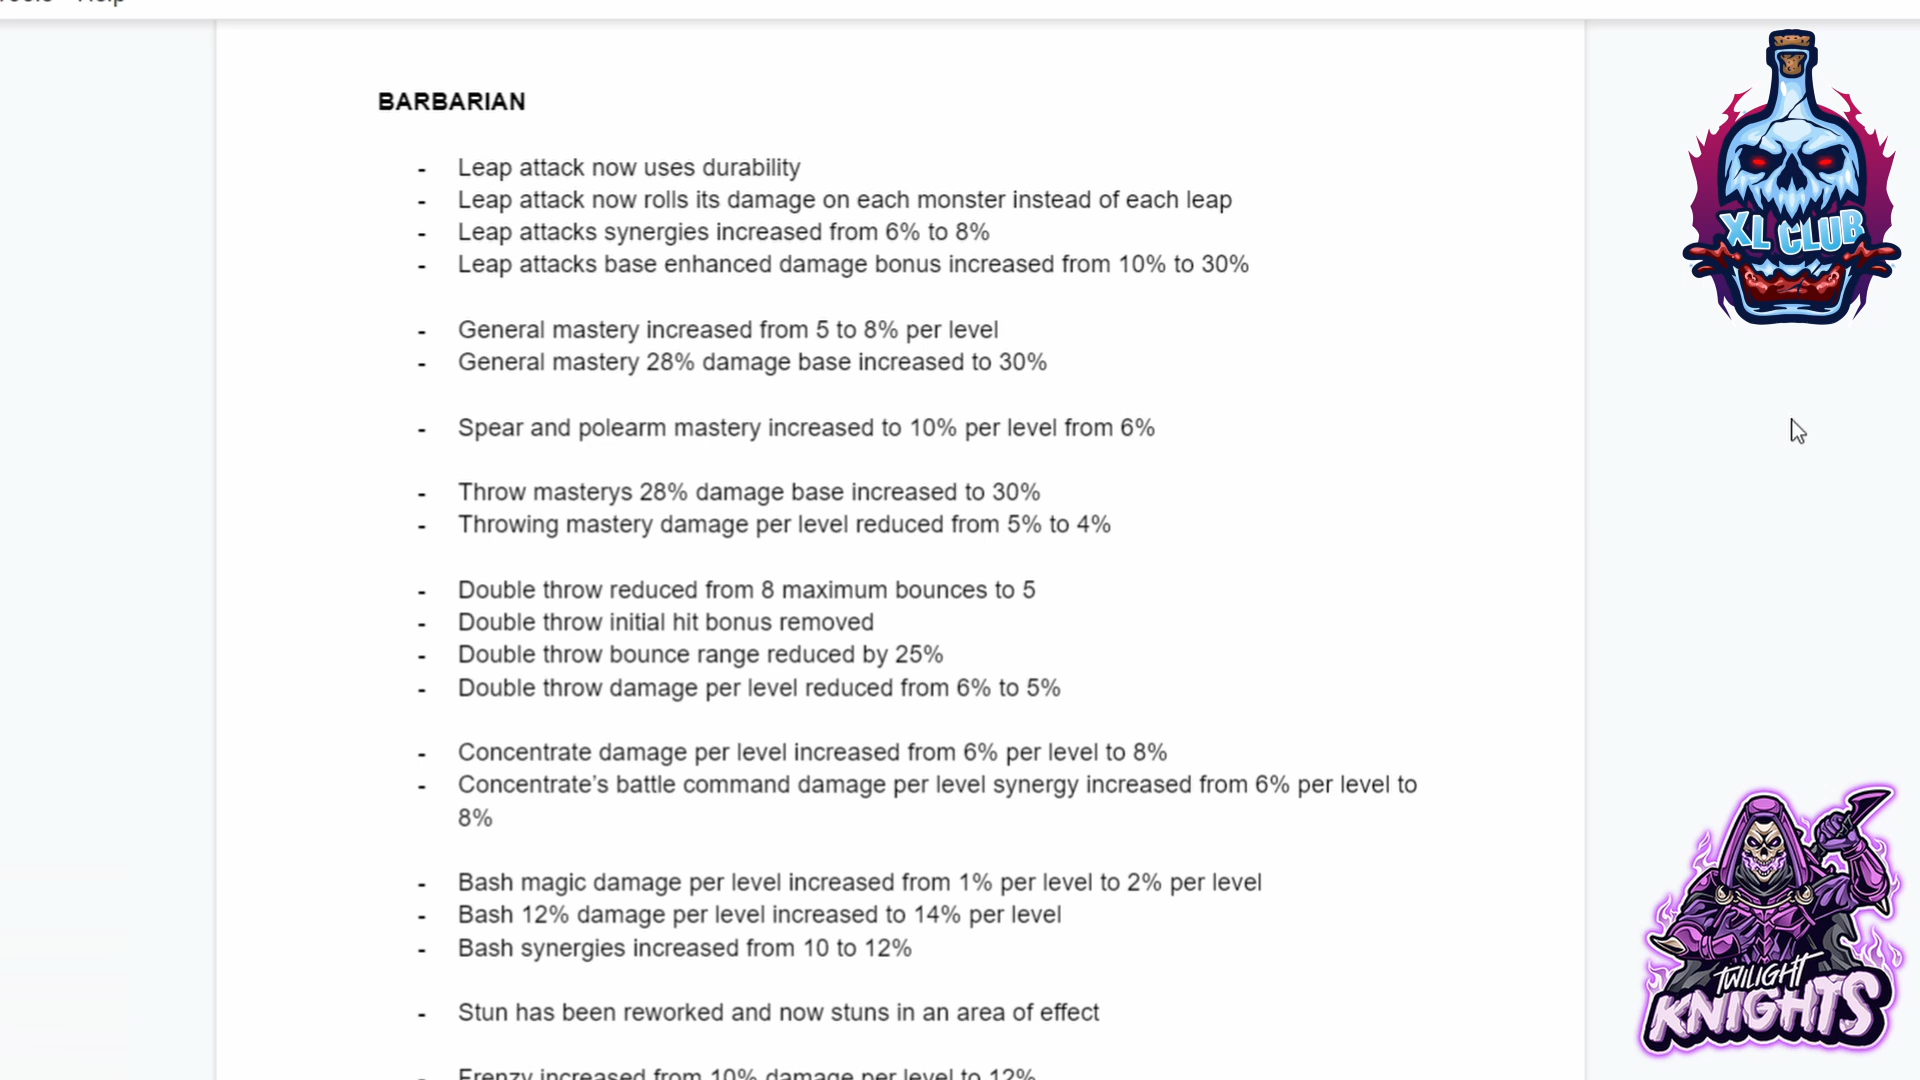 Help
BARBARIAN
- Leap attack now uses durability
- Leap attack now rolls its damage on each monster instead of each leap
- Leap attacks synergies increased from 6% to 8%
- Leap attacks base enhanced damage bonus increased from 10% to 30%
- General mastery increased from 5 to 8% per level
- General mastery 28% damage base increased to 30%
- Spear and polearm mastery increased to 10% per level from 6%
- Throw masterys 28% damage base increased to 30%
- Throwing mastery damage per level reduced from 5% to 4%
- Double throw reduced from 8 maximum bounces to 5
- Double throw initial hit bonus removed
- Double throw bounce range reduced by 25%
- Double throw damage per level reduced from 6% to 5%
- Concentrate damage per level increased from 6% per level to 8%
- Concentrate’s battle command damage per level synergy increased from 6% per level to
8%
- Bash magic damage per level increased from 1% per level to 2% per level
- Bash 12% damage per level increased to 14% per level
- Bash synergies increased from 10 to 12%
- Stun has been reworked and now stuns in an area of effect
- Frenzy increased from 10% damage per level to 12%
XL CLUB
TWILIGHT
KNIGHTS